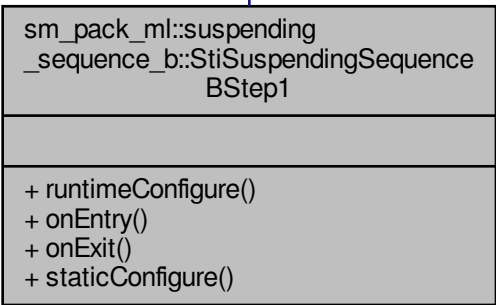 sm_pack_ml::suspending
_sequence_b::StiSuspendingSequence
BStep1
+ runtimeConfigure()
+ onEntry()
+ onExit()
+ staticConfigure()